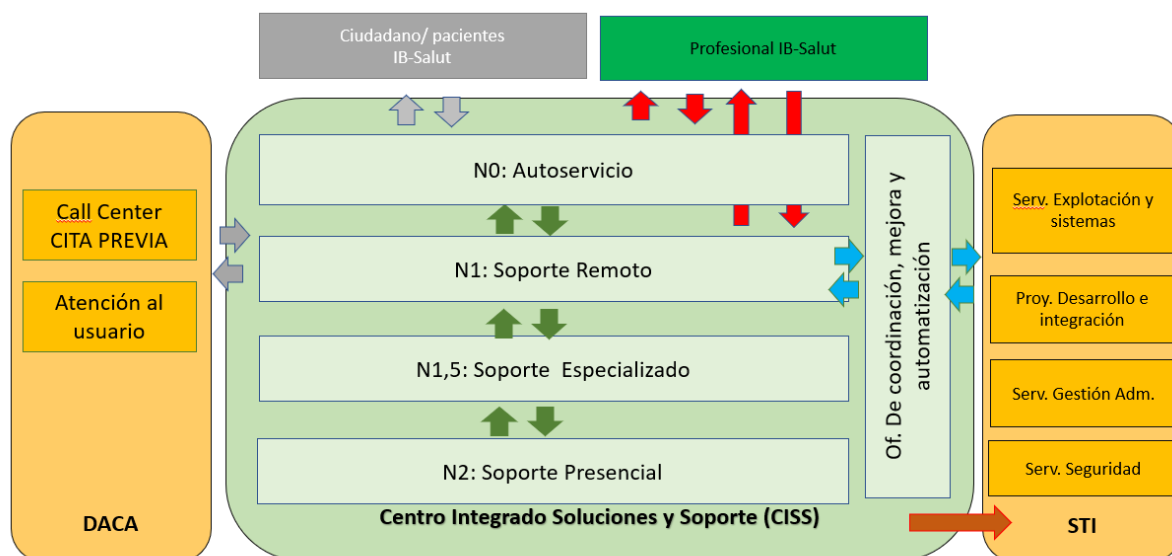 Ciudadano/ pacientes
IB-Salut
Profesional IB-Salut
Call Center
CITA PREVIA
Atención al
usuario
DACA
N0: Autoservicio
N1: Soporte Remoto
N1,5: Soporte  Especializado
N2: Soporte Presencial
Of. De coordinación, mejora y
automatización
Centro Integrado Soluciones y Soporte (CISS)
Serv. Explotación y
sistemas
Proy. Desarrollo e
integración
Serv. Gestión Adm.
Serv. Seguridad
STI